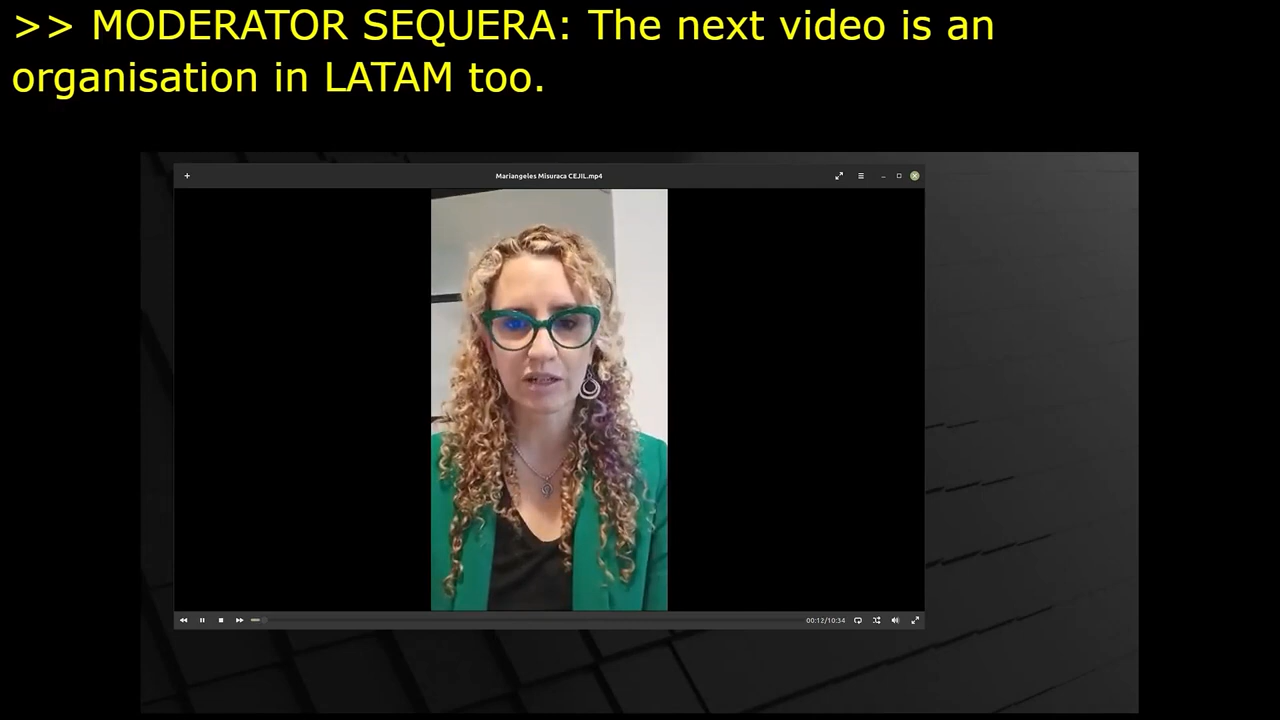 >> MODERATOR SEQUERA: The next video is an
organisation in LATAM too.
Mariangeles Misuraca CEJIL.mp4
00:12/10:34